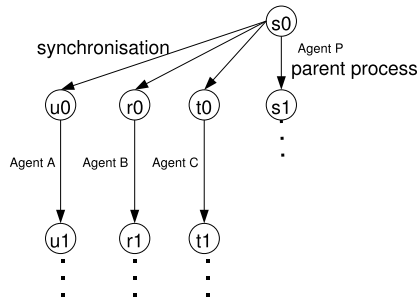 s0
synchronisation
Agent P
parent process
u0 r0 t0 s1
Agent A Agent B Agent C
u1 r1 t1